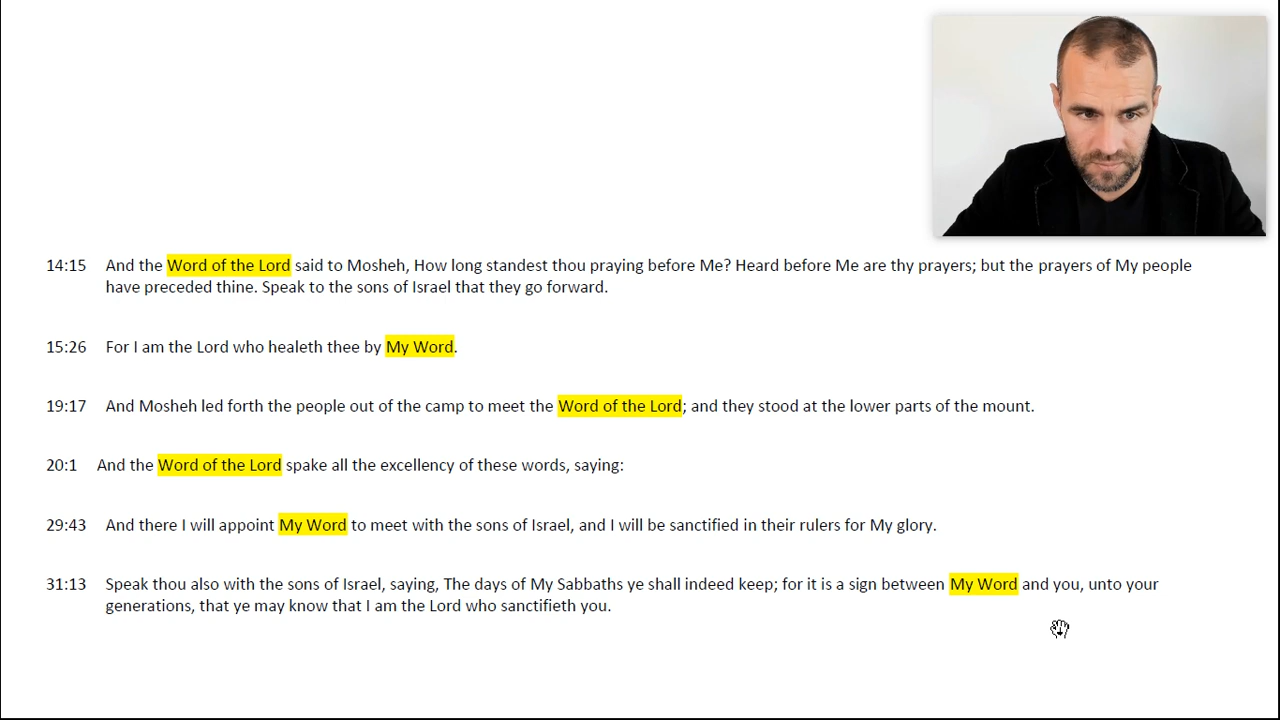 14:15 And the Word of the Lord said to Mosheh, How long standest thou praying before Me? Heard before Me are thy prayers; but the prayers of My people
have preceded thine. Speak to the sons of Israel that they go forward.
15:26 For I am the Lord who healeth thee by My Word.
19:17 And Mosheh led forth the people out of the camp to meet the Word of the Lord; and they stood at the lower parts of the mount.
20:1 And the Word of the Lord spake all the excellency of these words, saying:
29:43 And there I will appoint My Word to meet with the sons of Israel, and I will be sanctified in their rulers for My glory.
31:13 Speak thou also with the sons of Israel, saying, The days of My Sabbaths ye shall indeed keep; for it is a sign between My Word and you, unto your
generations, that ye may know that I am the Lord who sanctifieth you.